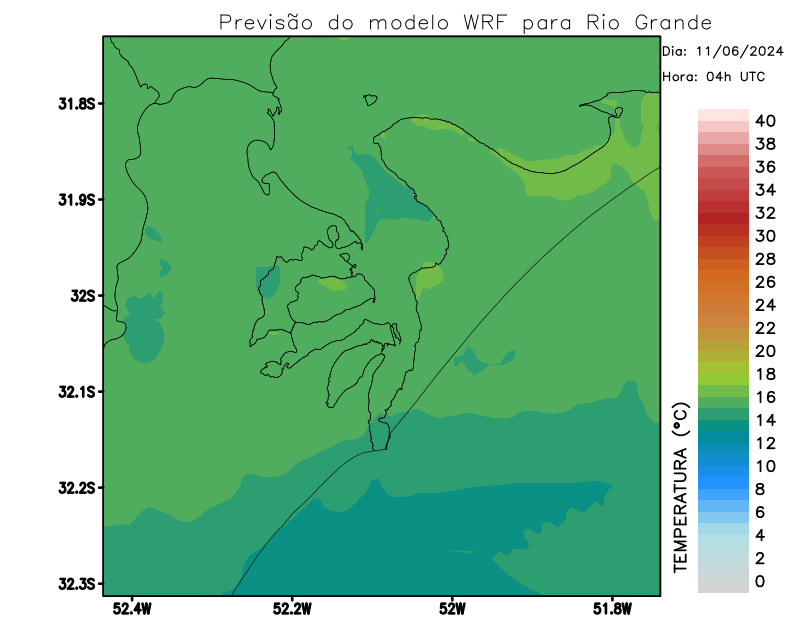 Previsão do modelo WRF para Rio Grande
Dia: 11/06/2024
Hora: 04h UTC
31.8S
31.9S
32S
32.1S
32.2S
32.3S
52.4W
52.2W
52W
51.8W
TEMPERATURA (°C)
40
38
36
34
32
30
28
26
24
22
20
18
16
14
12
10
8
6
4
2
0